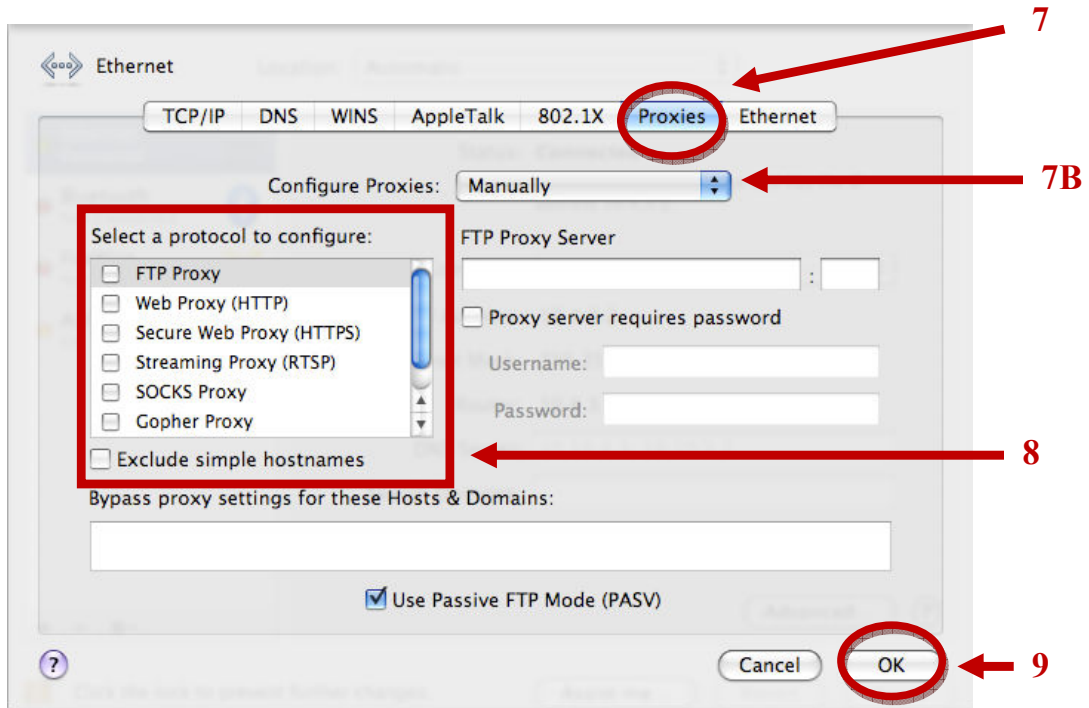 7
Ethernet
TCP/IP DNS WINS AppleTalk 802.1X Proxies Ethernet
Configure Proxies: Manually
7B
Select a protocol to configure:
FTP Proxy Server
FTP Proxy
:
Web Proxy (HTTP)
Proxy server requires password
Secure Web Proxy (HTTPS)
Streaming Proxy (RTSP)
Username:
SOCKS Proxy
Password:
Gopher Proxy
Exclude simple hostnames
8
Bypass proxy settings for these Hosts & Domains:
Use Passive FTP Mode (PASV)
?
Cancel
OK
9